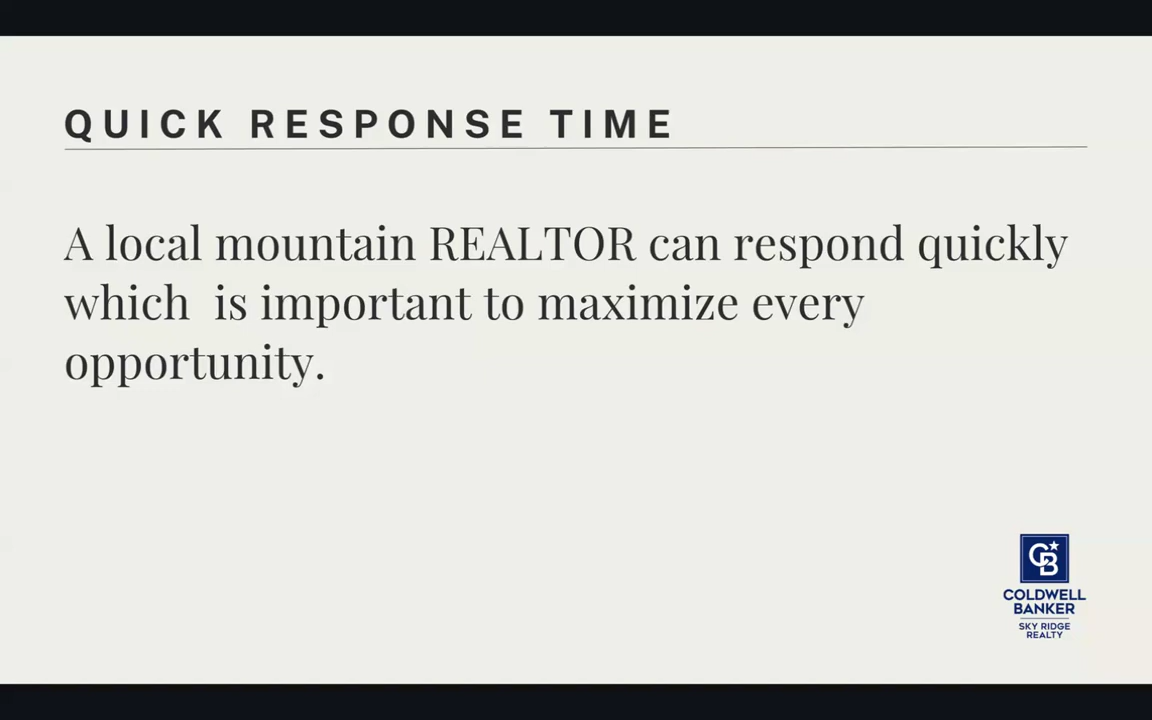 QUICK RESPONSE TIME
A local mountain REALTOR can respond quickly
which  is important to maximize every
opportunity.
CB
COLDWELL
BANKER
SKY RIDGE
REALTY